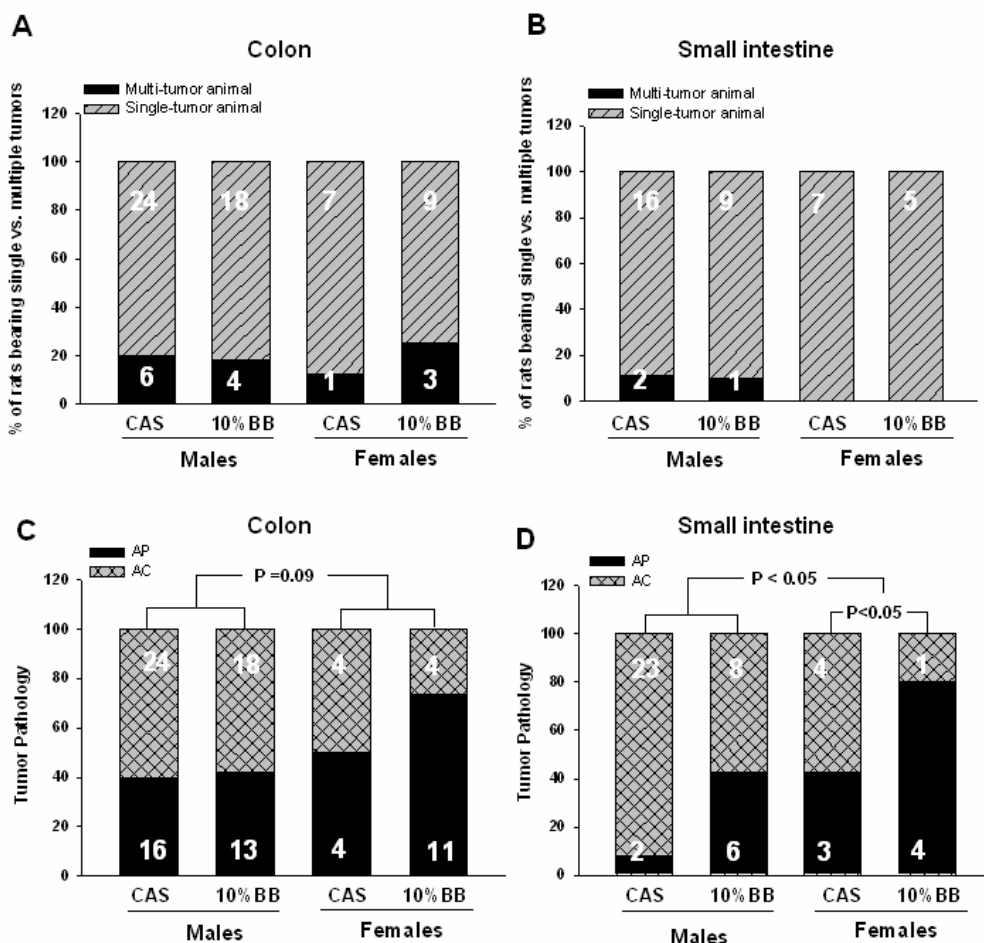 A
Colon
Multi-tumor animal
Single-tumor animal
% of rats bearing single vs. multiple tumors
120
100
80
60
40
20
0
24
18
7
9
6
4
1
3
CAS
10% BB
CAS
10% BB
Males
Females
B
Small intestine
Multi-tumor animal
Single-tumor animal
% of rats bearing single vs. multiple tumors
120
100
80
60
40
20
0
16
9
7
5
2
1
CAS
10% BB
CAS
10% BB
Males
Females
C
Colon
AP
AC
P =0.09
Tumor Pathology
120
100
80
60
40
20
0
24
18
4
4
16
13
4
11
CAS
10% BB
CAS
10% BB
Males
Females
D
Small intestine
AP
AC
P < 0.05
P<0.05
Tumor Pathology
120
100
80
60
40
20
0
23
8
4
1
2
6
3
4
CAS
10% BB
CAS
10% BB
Males
Females